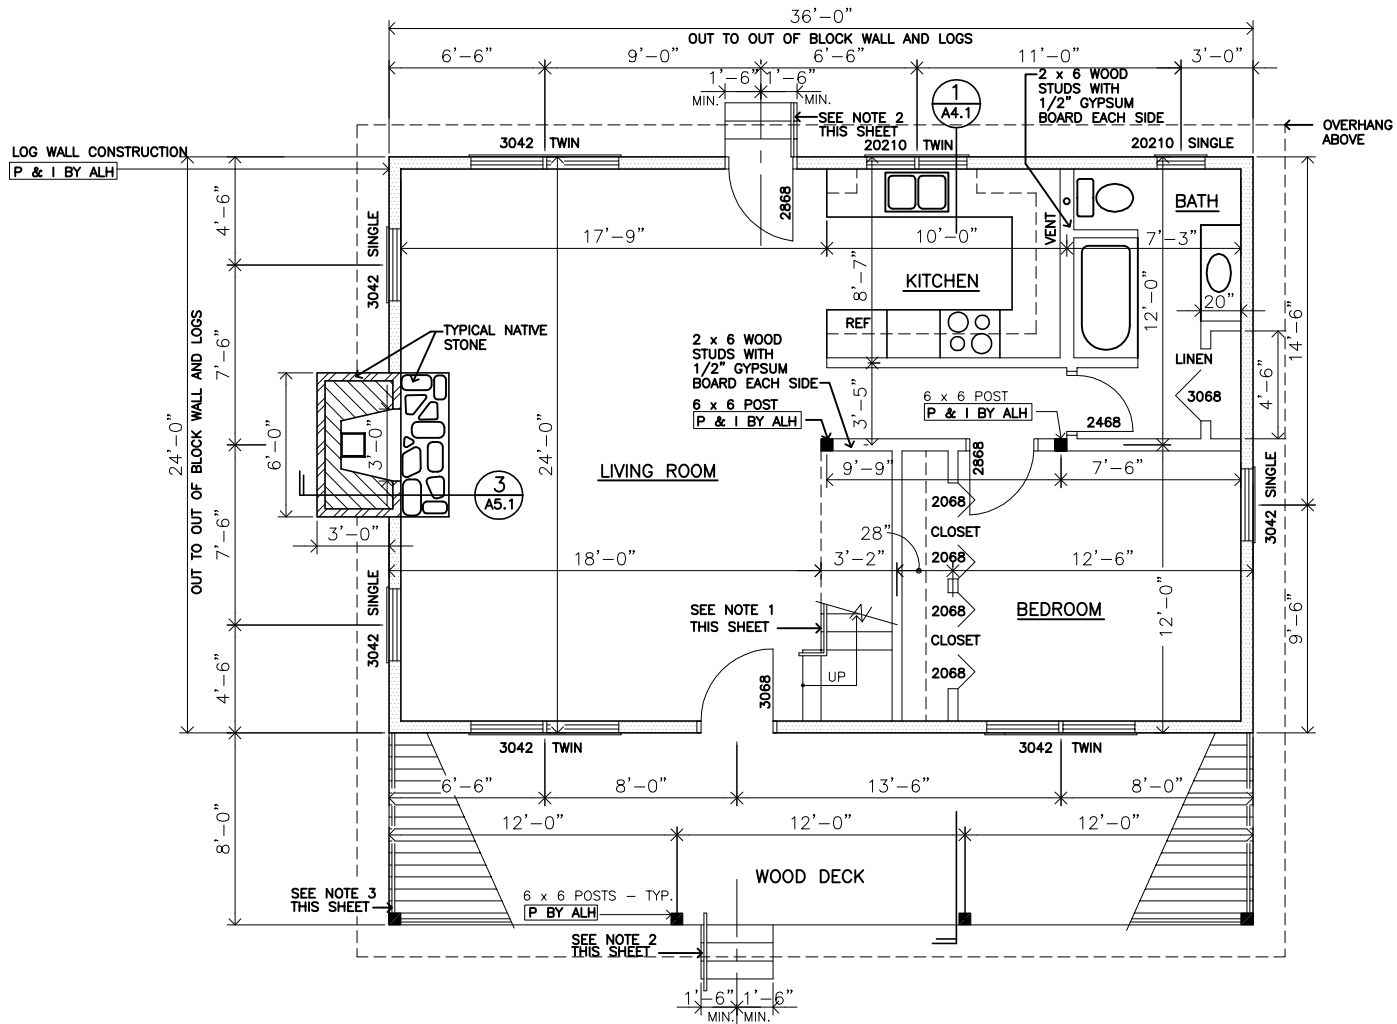 36'-0"
OUT TO OUT OF BLOCK WALL AND LOGS
6'-6"
9'-0"
6'-6"
11'-0"
3'-0"
1'-6"
1'-6"
MIN.
MIN.
1
A4.1
2 x 6 WOOD
STUDS WITH
1/2" GYPSUM
BOARD EACH SIDE
SEE NOTE 2
THIS SHEET
OVERHANG
ABOVE
LOG WALL CONSTRUCTION
P & I BY ALH
3042 TWIN
20210 TWIN
20210 SINGLE
4'-6"
3042 SINGLE
2868
VENT
BATH
17'-9"
10'-0"
7'-3"
8'-7"
KITCHEN
12'-0"
20"
14'-6"
REF
TYPICAL NATIVE
STONE
OUT TO OUT OF BLOCK WALL AND LOGS
7'-6"
2 x 6 WOOD
STUDS WITH
1/2" GYPSUM
BOARD EACH SIDE
6 x 6 POST
P & I BY ALH
6 x 6 POST
P & I BY ALH
LINEN
3068
4'-6"
3'-5"
2468
24'-0"
6'-0"
3'-0"
24'-0"
LIVING ROOM
9'-9"
2868
7'-6"
3042 SINGLE
3
A5.1
2068
CLOSET
2068
28"
3'-0"
7'-6"
18'-0"
3'-2"
12'-6"
3042 SINGLE
SEE NOTE 1
THIS SHEET
2068
CLOSET
2068
BEDROOM
12'-0"
9'-6"
4'-6"
UP
3068
3042 TWIN
3042 TWIN
6'-6"
8'-0"
13'-6"
8'-0"
8'-0"
12'-0"
12'-0"
12'-0"
WOOD DECK
SEE NOTE 3
THIS SHEET
6 x 6 POSTS - TYP.
P BY ALH
SEE NOTE 2
THIS SHEET
1'-6"
1'-6"
MIN.
MIN.